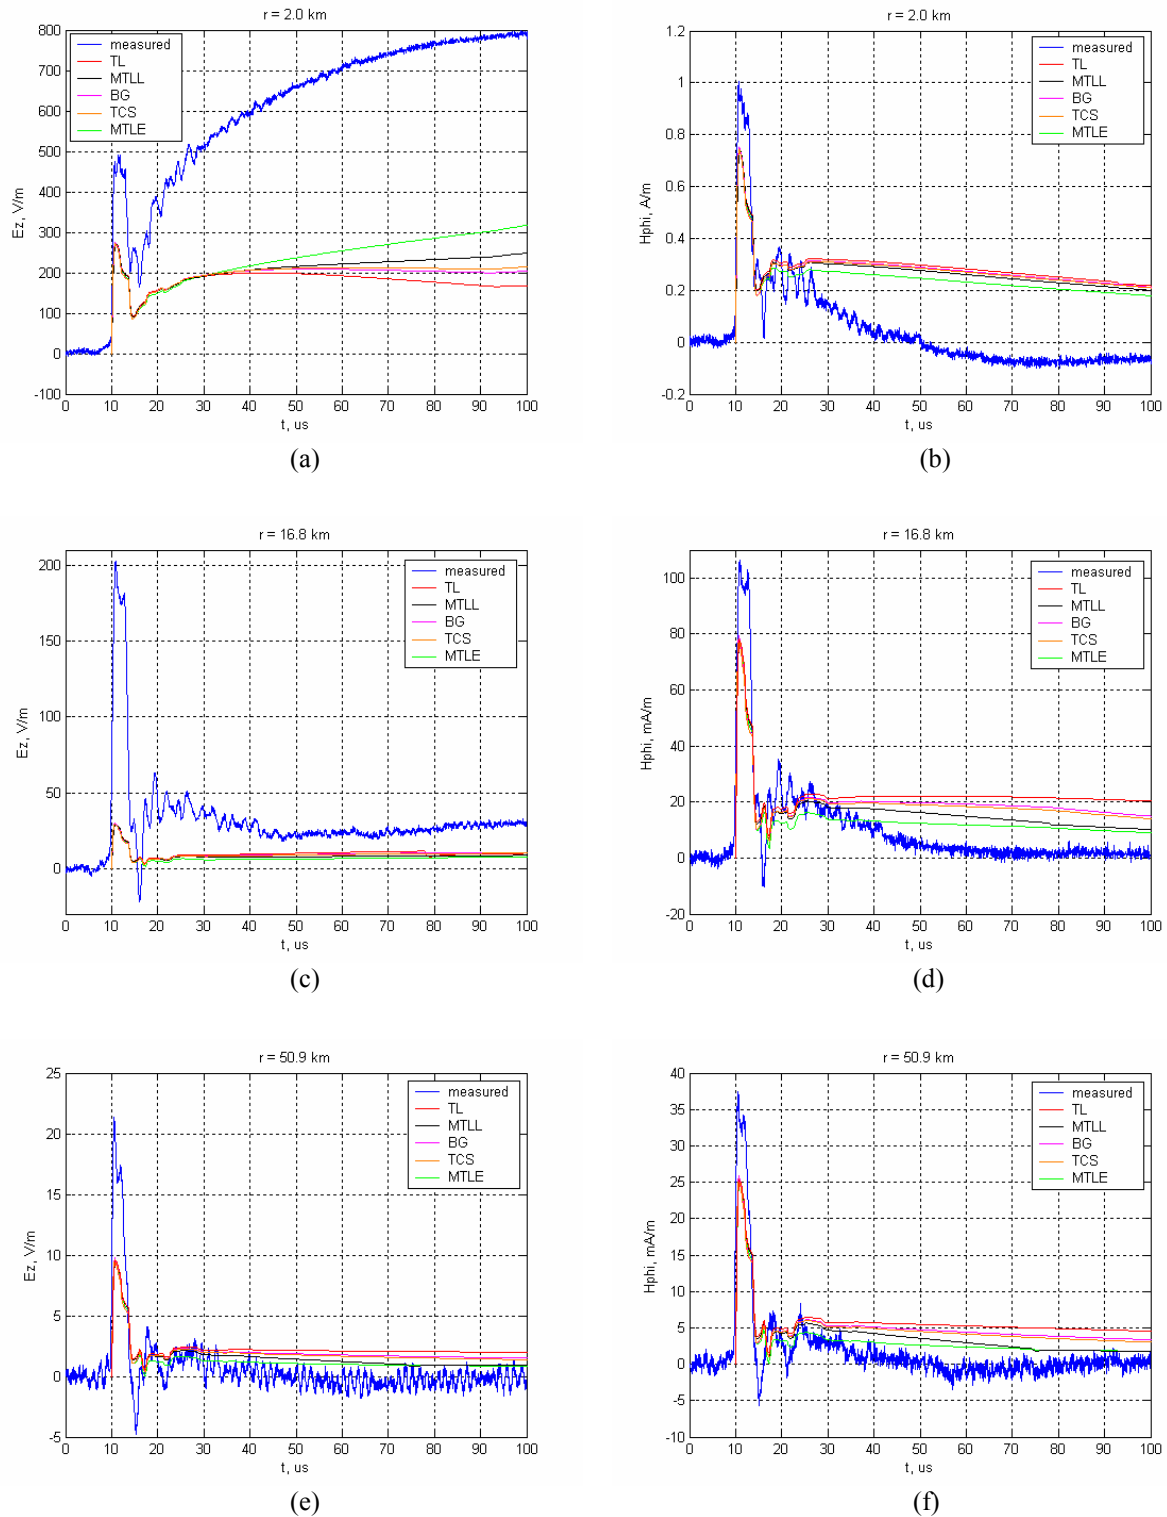 r = 2.0 km
800
700
600
500
400
300
200
100
0
-100
Ez, V/m
measured
TL
MTLL
BG
TCS
MTLE
0 10 20 30 40 50 60 70 80 90 100
t, us
(a)
r = 2.0 km
1.2
1
0.8
0.6
0.4
0.2
0
-0.2
Hphi, A/m
measured
TL
MTLL
BG
TCS
MTLE
0 10 20 30 40 50 60 70 80 90 100
t, us
(b)
r = 16.8 km
200
150
100
50
0
Ez, V/m
measured
TL
MTLL
BG
TCS
MTLE
0 10 20 30 40 50 60 70 80 90 100
t, us
(c)
r = 16.8 km
100
80
60
40
20
0
-20
Hphi, mA/m
measured
TL
MTLL
BG
TCS
MTLE
0 10 20 30 40 50 60 70 80 90 100
t, us
(d)
r = 50.9 km
25
20
15
10
5
0
-5
Ez, V/m
measured
TL
MTLL
BG
TCS
MTLE
0 10 20 30 40 50 60 70 80 90 100
t, us
(e)
r = 50.9 km
40
35
30
25
20
15
10
5
0
-5
-10
Hphi, mA/m
measured
TL
MTLL
BG
TCS
MTLE
0 10 20 30 40 50 60 70 80 90 100
t, us
(f)